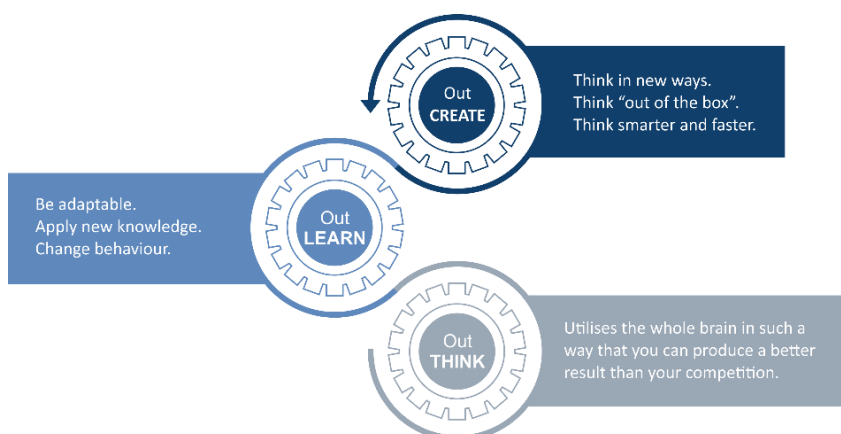 Out
CREATE
Think in new ways.
Think “out of the box”.
Think smarter and faster.
Be adaptable.
Apply new knowledge.
Change behaviour.
Out
LEARN
Out
THINK
Utilises the whole brain in such a
way that you can produce a better
result than your competition.